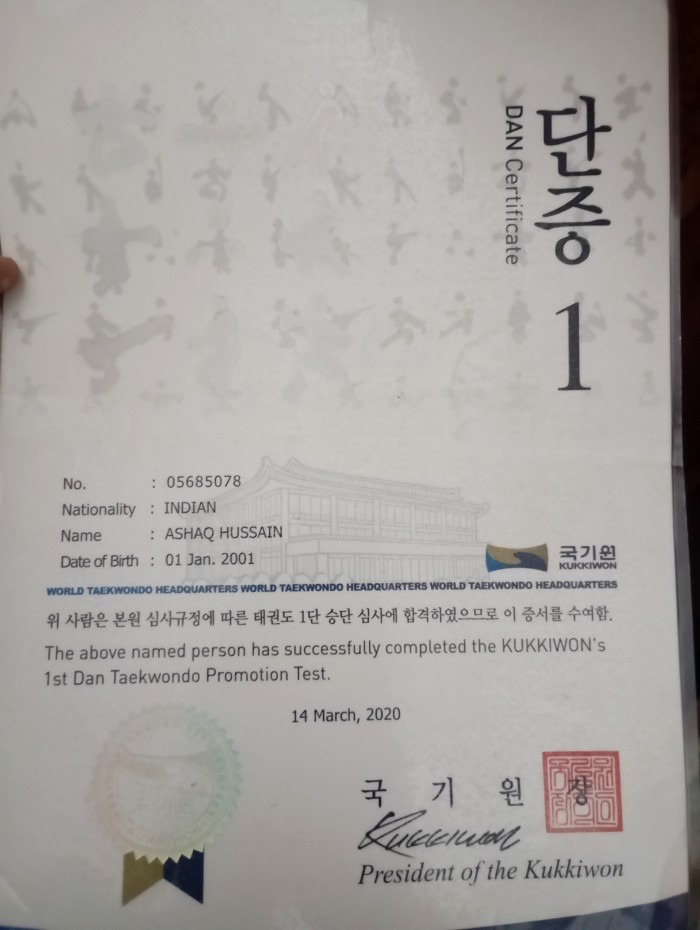 단증
DAN Certificate
1
No. : 05685078
Nationality : INDIAN
Name : ASHAQ HUSSAIN
Date of Birth : 01 Jan. 2001
국기원
KUKKIWON
WORLD TAEKWONDO HEADQUARTERS WORLD TAEKWONDO HEADQUARTERS WORLD TAEKWONDO HEADQUARTERS
위 사람은 본원 심사규정에 따른 태권도 1단 승단 심사에 합격하였으므로 이 증서를 수여함.
The above named person has successfully completed the KUKKIWON's
1st Dan Taekwondo Promotion Test.
14 March, 2020
국 기 원 장
Kukkiwon
President of the Kukkiwon